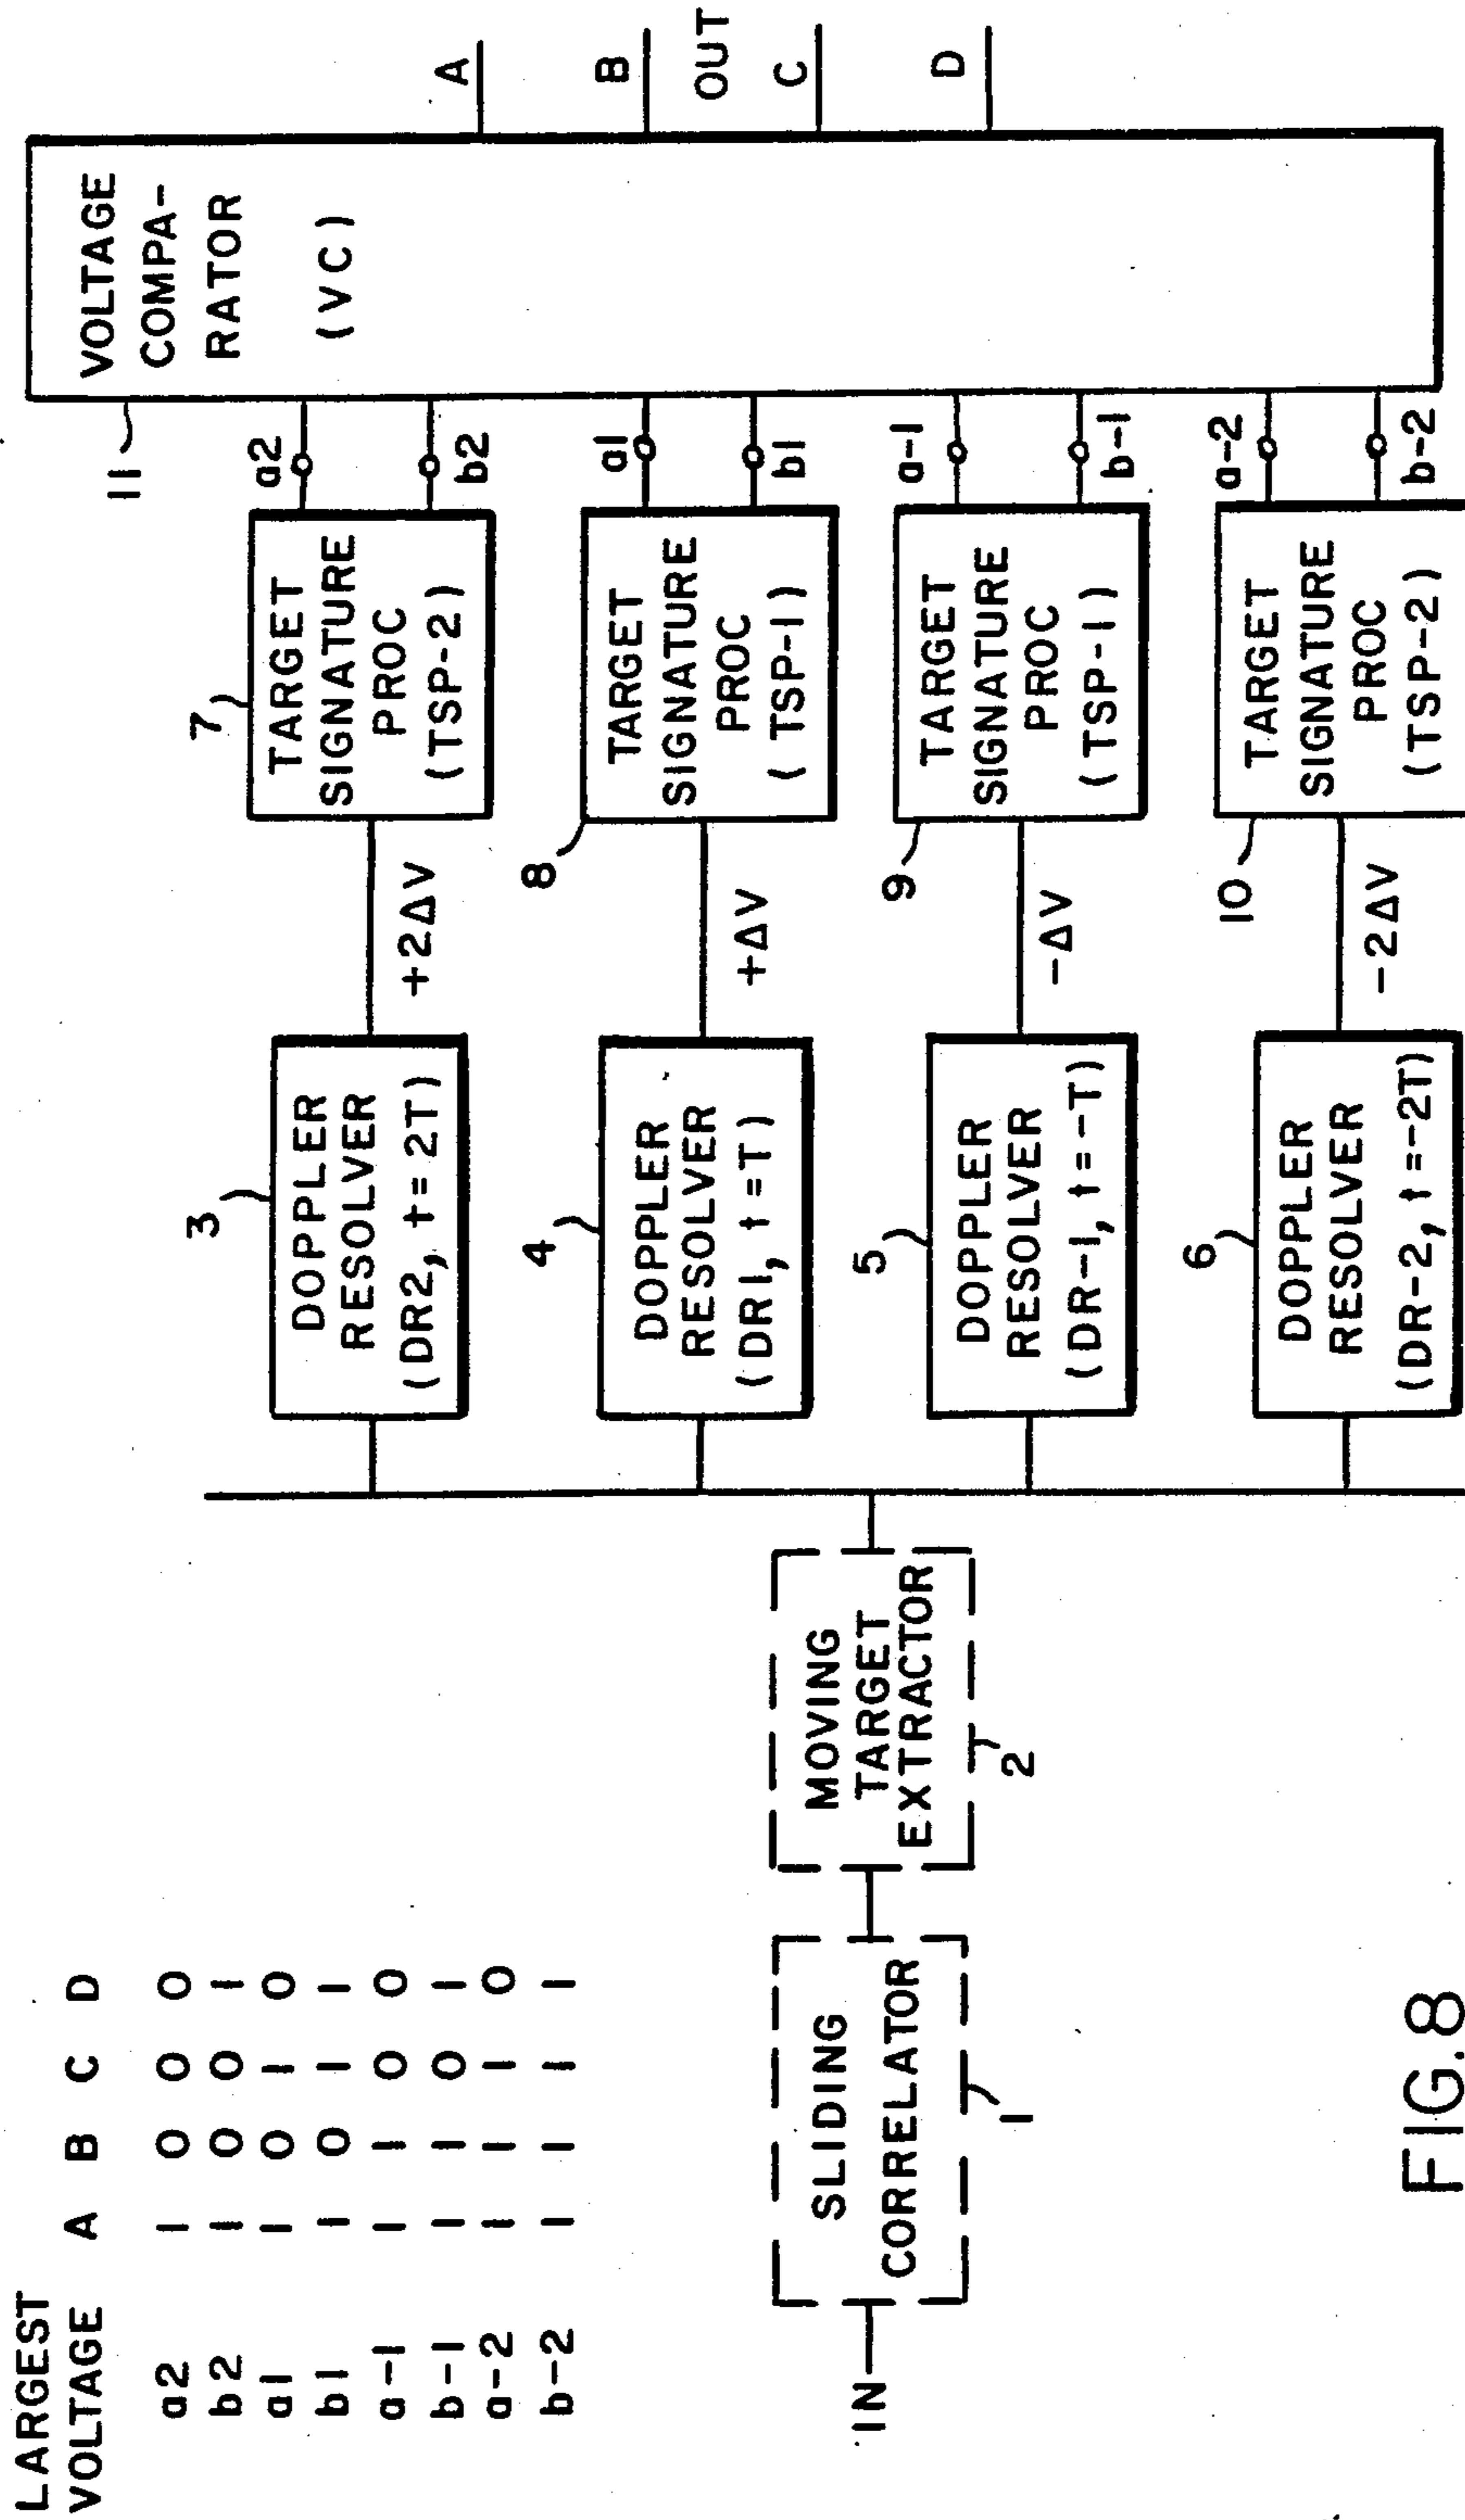 LARGEST
VOLTAGE A B C D
a2 1 0 0 0
b2 1 0 0 1
a1 1 0 1 0
b1 1 0 1 1
a-1 1 1 0 0
b-1 1 1 0 1
a-2 1 1 1 0
b-2 1 1 1 1
IN
SLIDING
CORRELATOR
1
MOVING
TARGET
EXTRACTOR
2
3
DOPPLER
RESOLVER
(DR2, t=2T)
+2ΔV
7
TARGET
SIGNATURE
PROC
(TSP-2)
a2
b2
4
DOPPLER
RESOLVER
(DR1, t=T)
+ΔV
8
TARGET
SIGNATURE
PROC
(TSP-1)
a1
b1
5
DOPPLER
RESOLVER
(DR-1, t=-T)
-ΔV
9
TARGET
SIGNATURE
PROC
(TSP-1)
a-1
b-1
6
DOPPLER
RESOLVER
(DR-2, t=-2T)
-2ΔV
10
TARGET
SIGNATURE
PROC
(TSP-2)
a-2
b-2
11
VOLTAGE
COMPA-
RATOR
(VC)
A
B
OUT
C
D
FIG.8